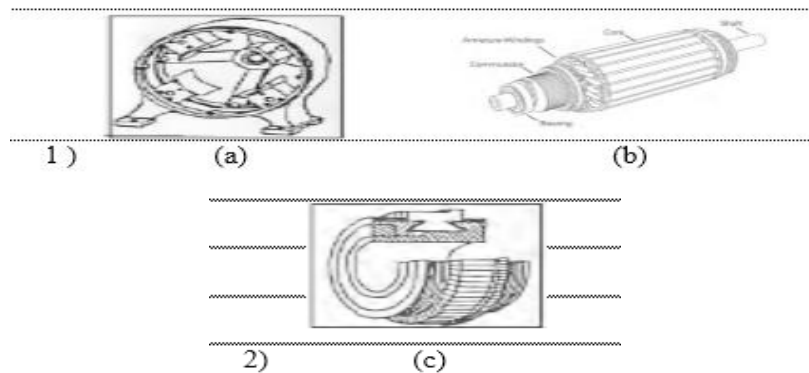 Shaft
Core
Armature Windings
Commutator
Bearing
1 ) (a) (b)
2) (c)